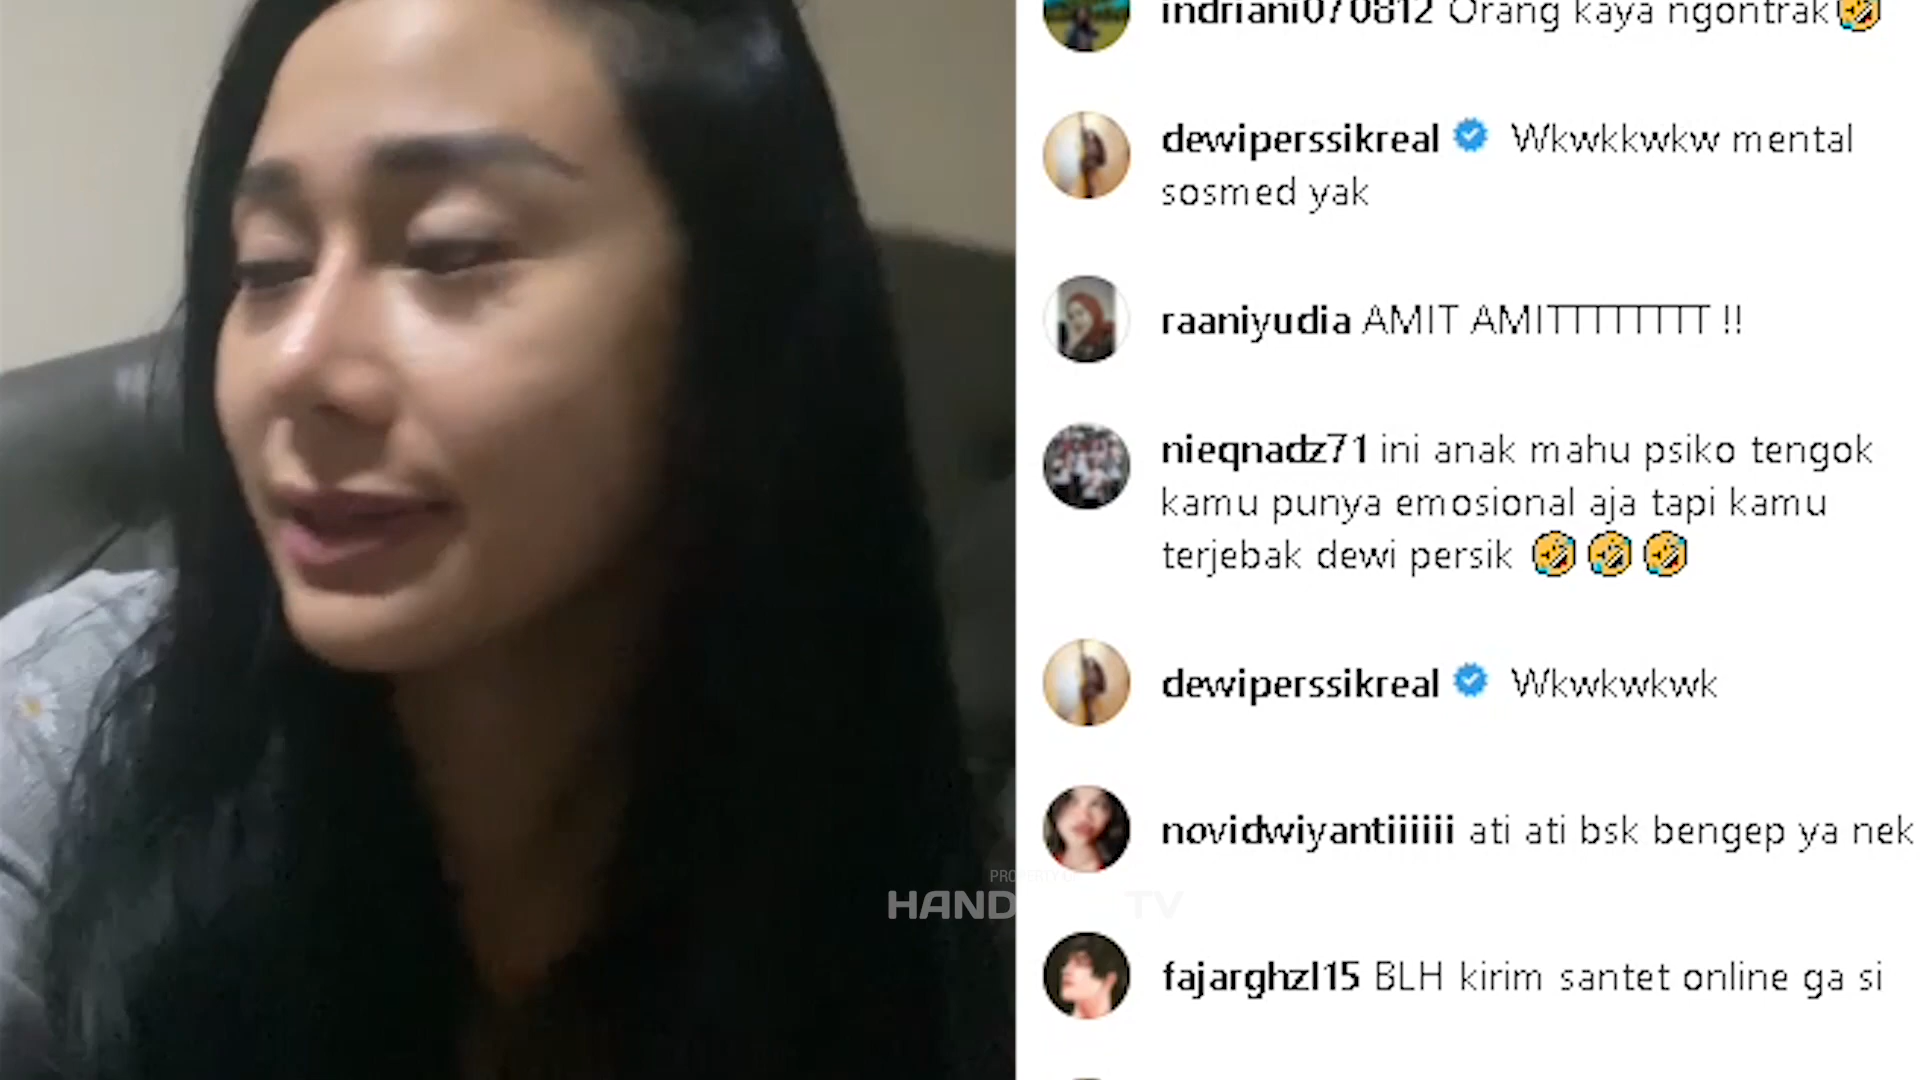 indriani070812 Orang kaya ngontrak🤣
dewiperssikreal Wkwkkwkw mental
sosmed yak
raaniyudia AMIT AMITTTTTTTT !!
nieqnadz71 ini anak mahu psiko tengok
kamu punya emosional aja tapi kamu
terjebak dewi persik 🤣🤣🤣
dewiperssikreal Wkwkwkwk
novidwiyantiiiiii ati ati bsk bengep ya nek
PROPERTY
HAND TV
fajarghzl15 BLH kirim santet online ga si